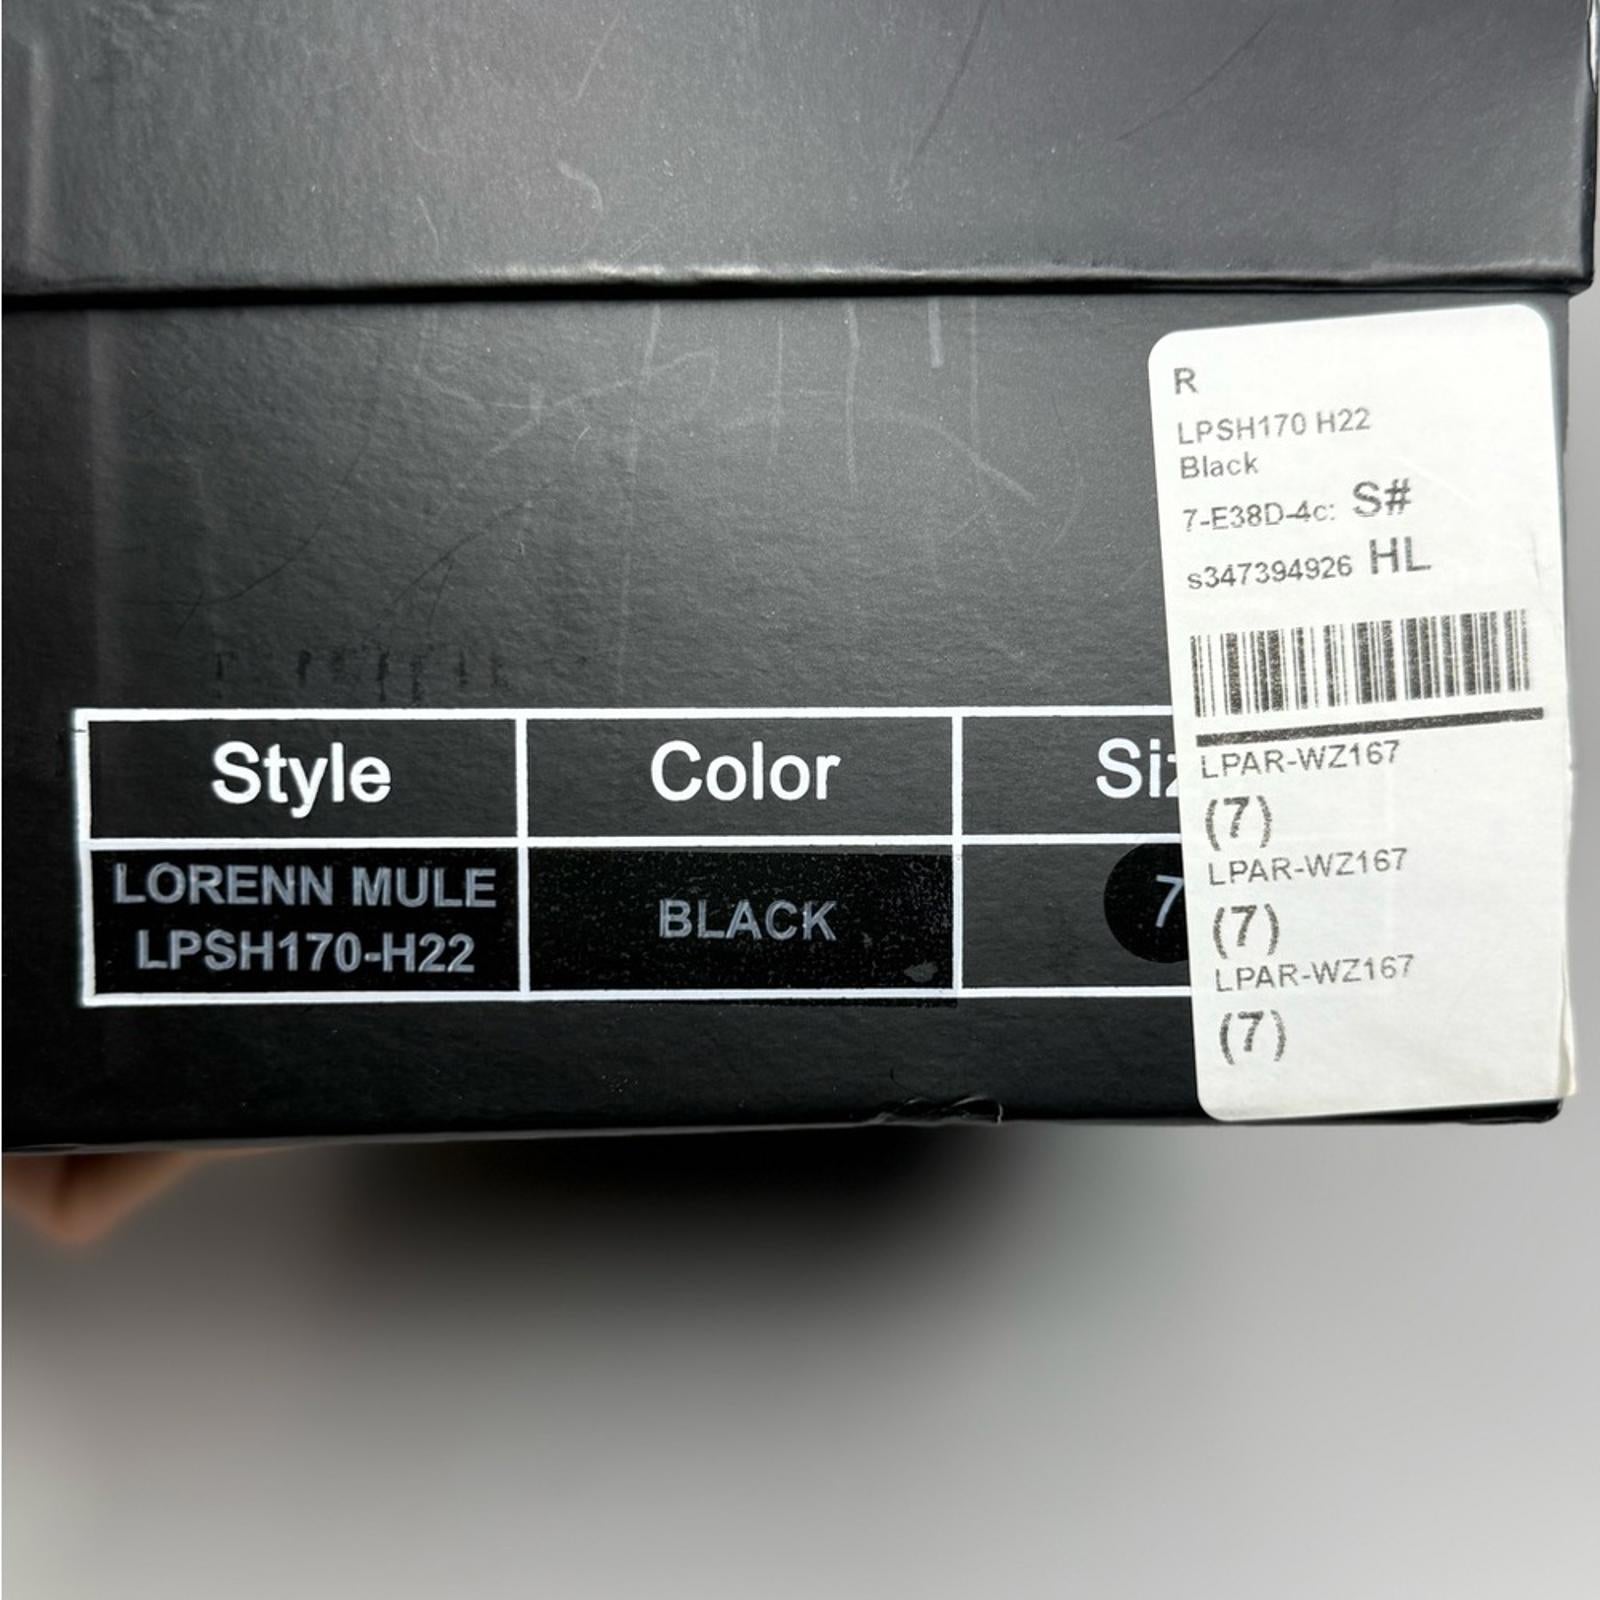 R
LPSH170 H22
Black
7-E38D-4c: S#
s347394926 HL
LPAR-WZ167
(7)
LPAR-WZ167
(7)
LPAR-WZ167
(7)
Style Color Siz
LORENN MULE BLACK 7
LPSH170-H22